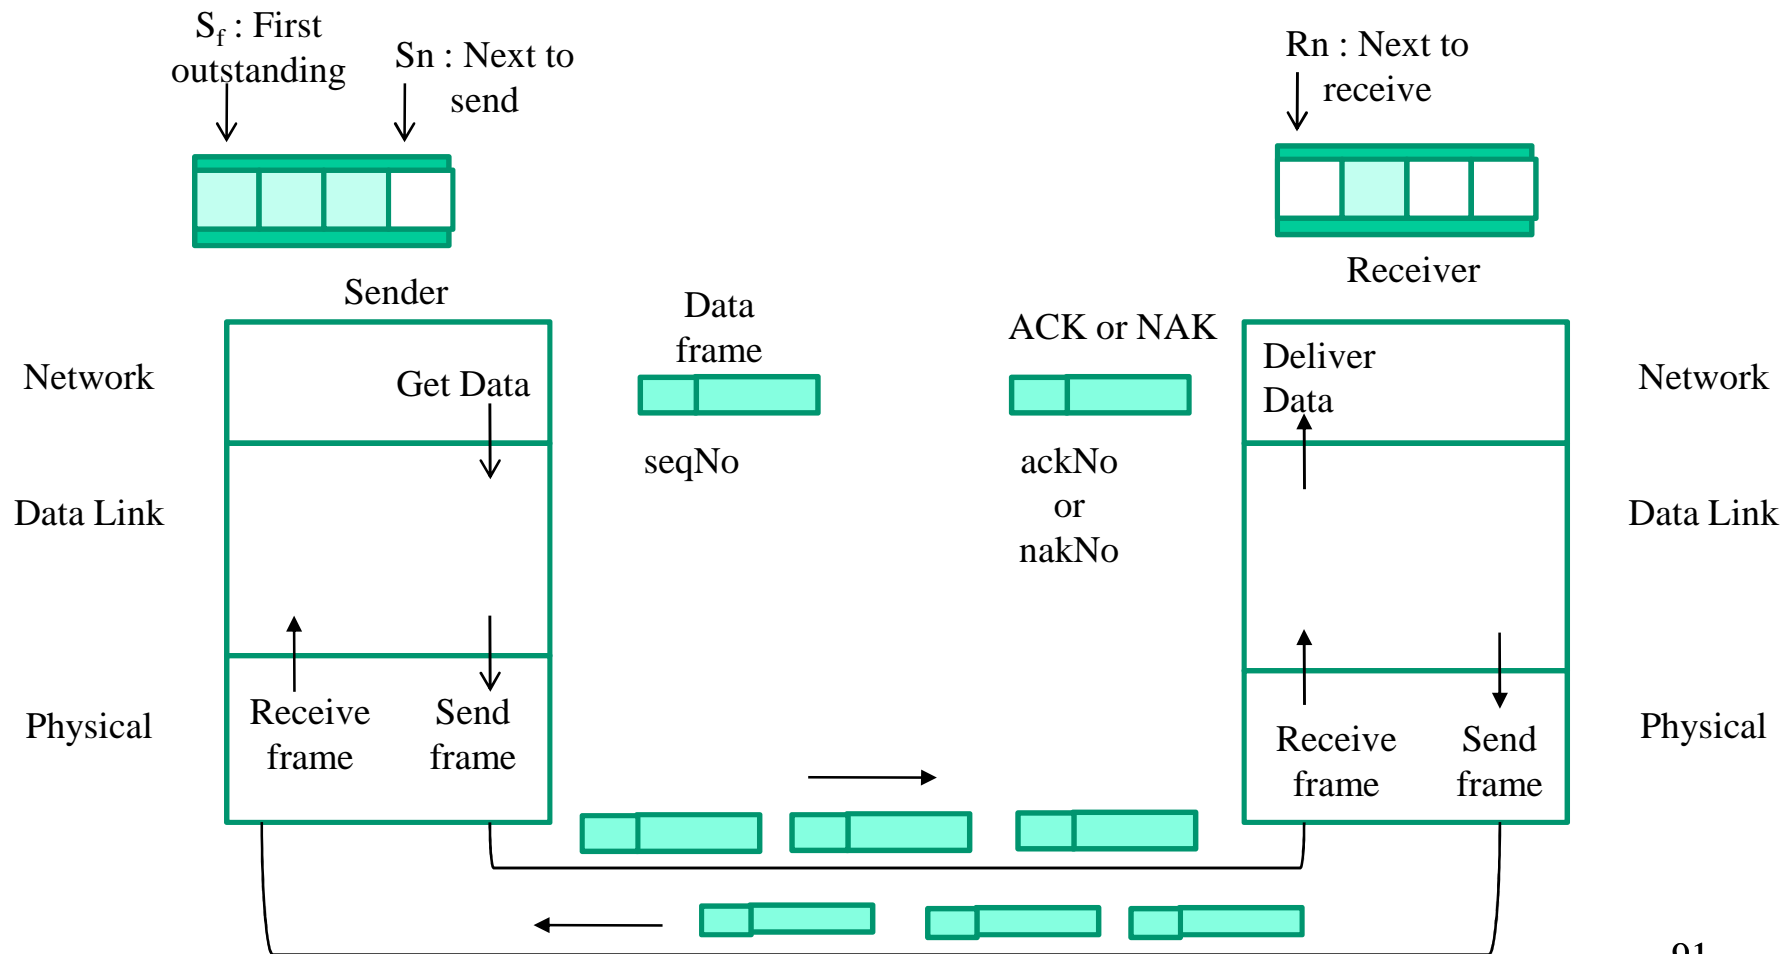 Sf : First
outstanding
Sn : Next to
send
Rn : Next to
receive
Sender
Receiver
Network
Get Data
Data
frame
seqNo
ACK or NAK
ackNo
or
nakNo
Deliver
Data
Network
Data Link
Data Link
Physical
Receive
frame
Send
frame
Receive
frame
Send
frame
Physical
91